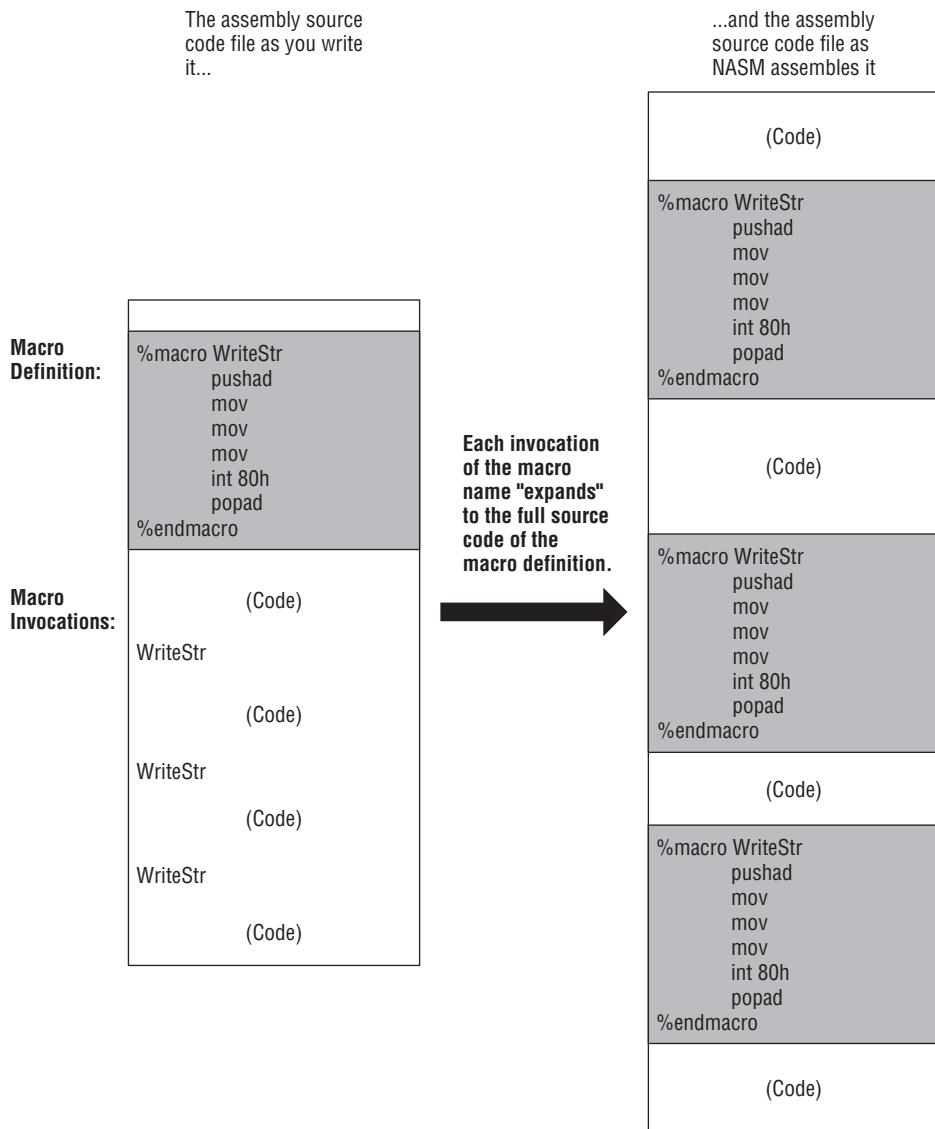 The assembly source
code file as you write
it...
...and the assembly
source code file as
NASM assembles it
Macro
Definition:
%macro WriteStr
pushad
mov
mov
mov
int 80h
popad
%endmacro
Macro
Invocations:
(Code)
WriteStr
(Code)
WriteStr
(Code)
WriteStr
(Code)
Each invocation
of the macro
name "expands"
to the full source
code of the
macro definition.
(Code)
%macro WriteStr
pushad
mov
mov
mov
int 80h
popad
%endmacro
(Code)
%macro WriteStr
pushad
mov
mov
mov
int 80h
popad
%endmacro
(Code)
%macro WriteStr
pushad
mov
mov
mov
int 80h
popad
%endmacro
(Code)